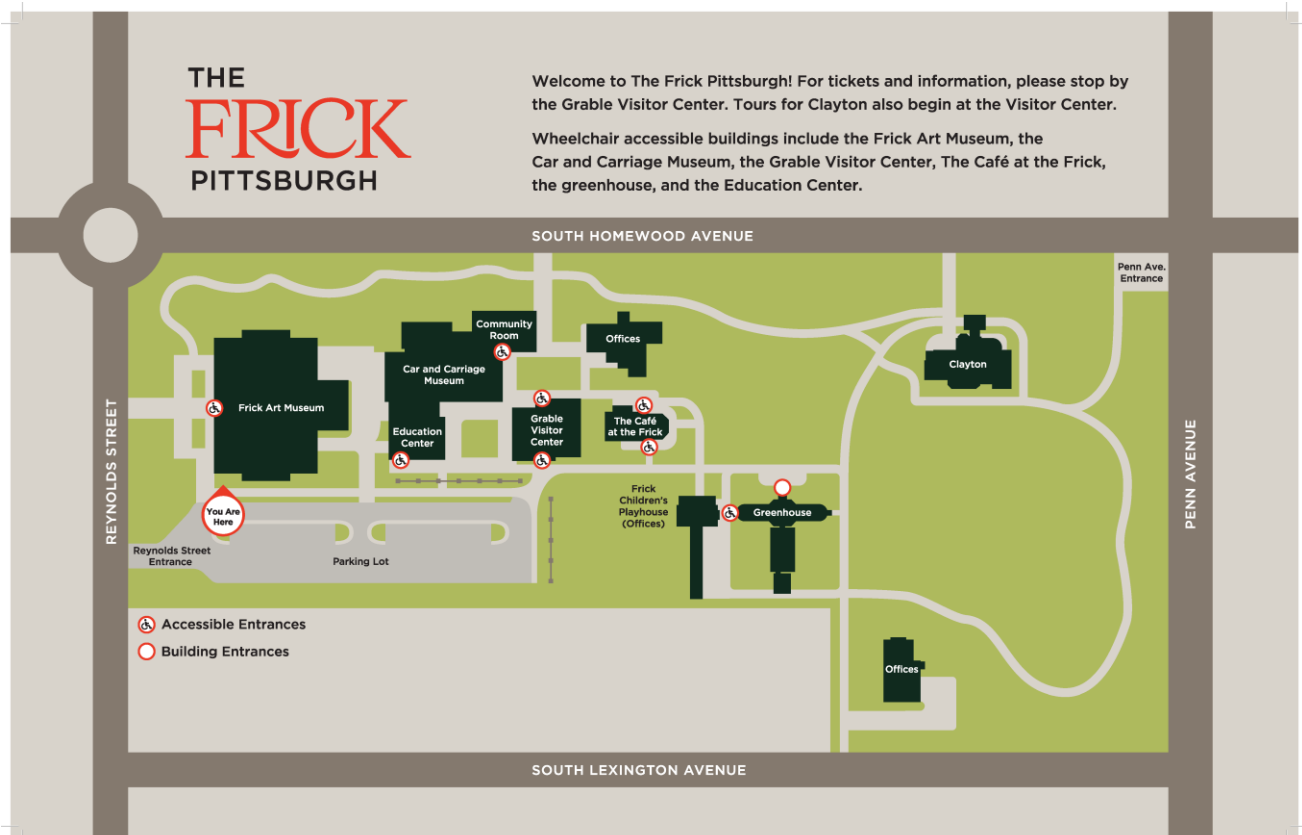 THE
FRICK
PITTSBURGH
Welcome to The Frick Pittsburgh! For tickets and information, please stop by
the Grable Visitor Center. Tours for Clayton also begin at the Visitor Center.
Wheelchair accessible buildings include the Frick Art Museum, the
Car and Carriage Museum, the Grable Visitor Center, The Café at the Frick,
the greenhouse, and the Education Center.
SOUTH HOMEWOOD AVENUE
Penn Ave.
Entrance
Community
Room
Offices
Car and Carriage
Museum
Clayton
Frick Art Museum
Grable
Visitor
Center
The Café
at the Frick
Education
Center
REYNOLDS STREET
PENN AVENUE
Frick
Children's
Playhouse
(Offices)
Greenhouse
You Are
Here
Reynolds Street
Entrance
Parking Lot
Accessible Entrances
Building Entrances
Offices
SOUTH LEXINGTON AVENUE